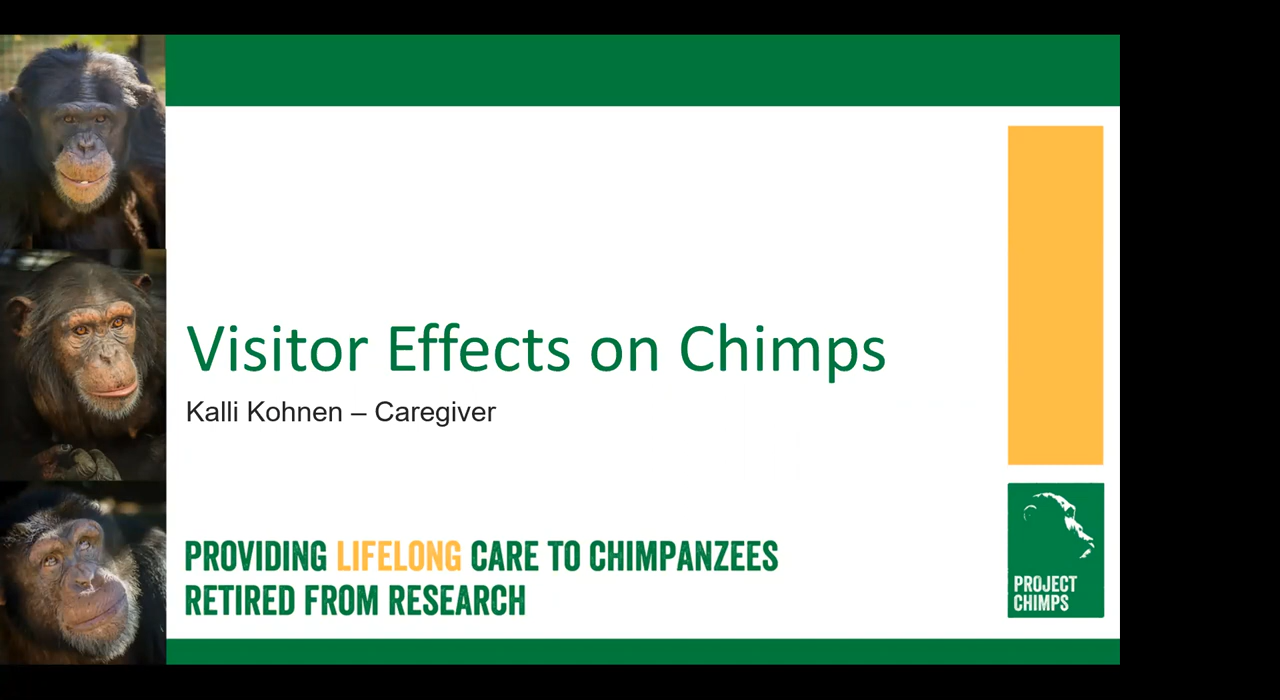 Visitor Effects on Chimps
Kalli Kohnen – Caregiver
PROVIDING LIFELONG CARE TO CHIMPANZEES
RETIRED FROM RESEARCH
PROJECT
CHIMPS